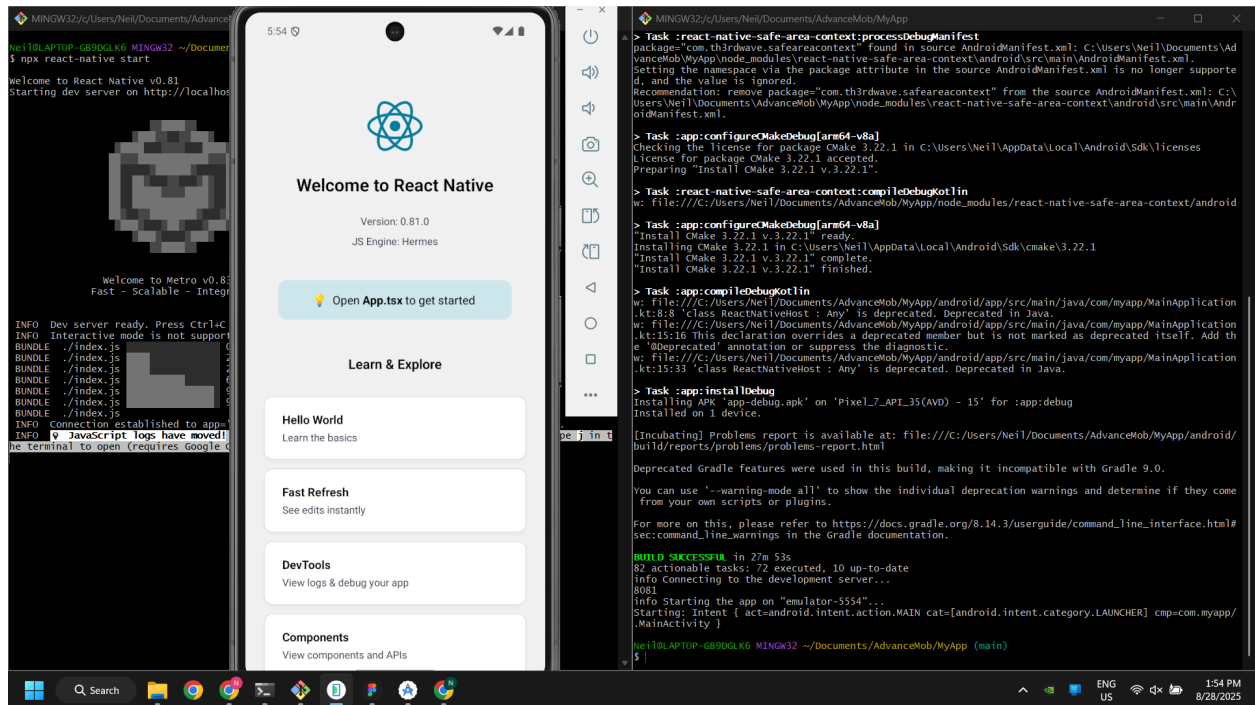 MINGW32:/c/Users/Neil/Documents/Advance
Neil@LAPTOP-GB9DGLK6 MINGW32 ~/Documen
$ npx react-native start
Welcome to React Native v0.81
Starting dev server on http://localhos
Welcome to Metro v0.83
Fast - Scalable - Integr
INFO Dev server ready. Press Ctrl+C
INFO Interactive mode is not support
BUNDLE ./index.js
BUNDLE ./index.js
BUNDLE ./index.js
BUNDLE ./index.js
BUNDLE ./index.js
BUNDLE ./index.js
INFO Connection established to app=
INFO JavaScript logs have moved!
pe j in t
he terminal to open (requires Google C
5:54
Welcome to React Native
Version: 0.81.0
JS Engine: Hermes
Open App.tsx to get started
Learn & Explore
Hello World
Learn the basics
Fast Refresh
See edits instantly
DevTools
View logs & debug your app
Components
View components and APIs
MINGW32:/c/Users/Neil/Documents/AdvanceMob/MyApp
> Task :react-native-safe-area-context:processDebugManifest
package="com.th3rdwave.safeareacontext" found in source AndroidManifest.xml: C:\Users\Neil\Documents\Ad
vanceMob\MyApp\node_modules\react-native-safe-area-context\android\src\main\AndroidManifest.xml.
Setting the namespace via the package attribute in the source AndroidManifest.xml is no longer supporte
d, and the value is ignored.
Recommendation: remove package="com.th3rdwave.safeareacontext" from the source AndroidManifest.xml: C:\
Users\Neil\Documents\AdvanceMob\MyApp\node_modules\react-native-safe-area-context\android\src\main\Andr
oidManifest.xml.
> Task :app:configureCMakeDebug[arm64-v8a]
Checking the license for package CMake 3.22.1 in C:\Users\Neil\AppData\Local\Android\Sdk\licenses
License for package CMake 3.22.1 accepted.
Preparing "Install CMake 3.22.1 v.3.22.1".
> Task :react-native-safe-area-context:compileDebugKotlin
w: file:///C:/Users/Neil/Documents/AdvanceMob/MyApp/node_modules/react-native-safe-area-context/android
> Task :app:configureCMakeDebug[arm64-v8a]
"Install CMake 3.22.1 v.3.22.1" ready.
Installing CMake 3.22.1 in C:\Users\Neil\AppData\Local\Android\Sdk\cmake\3.22.1
"Install CMake 3.22.1 v.3.22.1" complete.
"Install CMake 3.22.1 v.3.22.1" finished.
> Task :app:compileDebugKotlin
w: file:///C:/Users/Neil/Documents/AdvanceMob/MyApp/android/app/src/main/java/com/myapp/MainApplication
.kt:8:8 'class ReactNativeHost : Any' is deprecated. Deprecated in Java.
w: file:///C:/Users/Neil/Documents/AdvanceMob/MyApp/android/app/src/main/java/com/myapp/MainApplication
.kt:15:16 This declaration overrides a deprecated member but is not marked as deprecated itself. Add th
e '@Deprecated' annotation or suppress the diagnostic.
w: file:///C:/Users/Neil/Documents/AdvanceMob/MyApp/android/app/src/main/java/com/myapp/MainApplication
.kt:15:33 'class ReactNativeHost : Any' is deprecated. Deprecated in Java.
> Task :app:installDebug
Installing APK 'app-debug.apk' on 'Pixel_7_API_35(AVD) - 15' for :app:debug
Installed on 1 device.
[Incubating] Problems report is available at: file:///C:/Users/Neil/Documents/AdvanceMob/MyApp/android/
build/reports/problems/problems-report.html
Deprecated Gradle features were used in this build, making it incompatible with Gradle 9.0.
You can use '--warning-mode all' to show the individual deprecation warnings and determine if they come
from your own scripts or plugins.
For more on this, please refer to https://docs.gradle.org/8.14.3/userguide/command_line_interface.html#
sec:command_line_warnings in the Gradle documentation.
BUILD SUCCESSFUL in 27m 53s
82 actionable tasks: 72 executed, 10 up-to-date
info Connecting to the development server...
8081
info Starting the app on "emulator-5554"...
Starting: Intent { act=android.intent.action.MAIN cat=[android.intent.category.LAUNCHER] cmp=com.myapp/
.MainActivity }
Neil@LAPTOP-GB9DGLK6 MINGW32 ~/Documents/AdvanceMob/MyApp (main)
$
Search
ENG
US
1:54 PM
8/28/2025